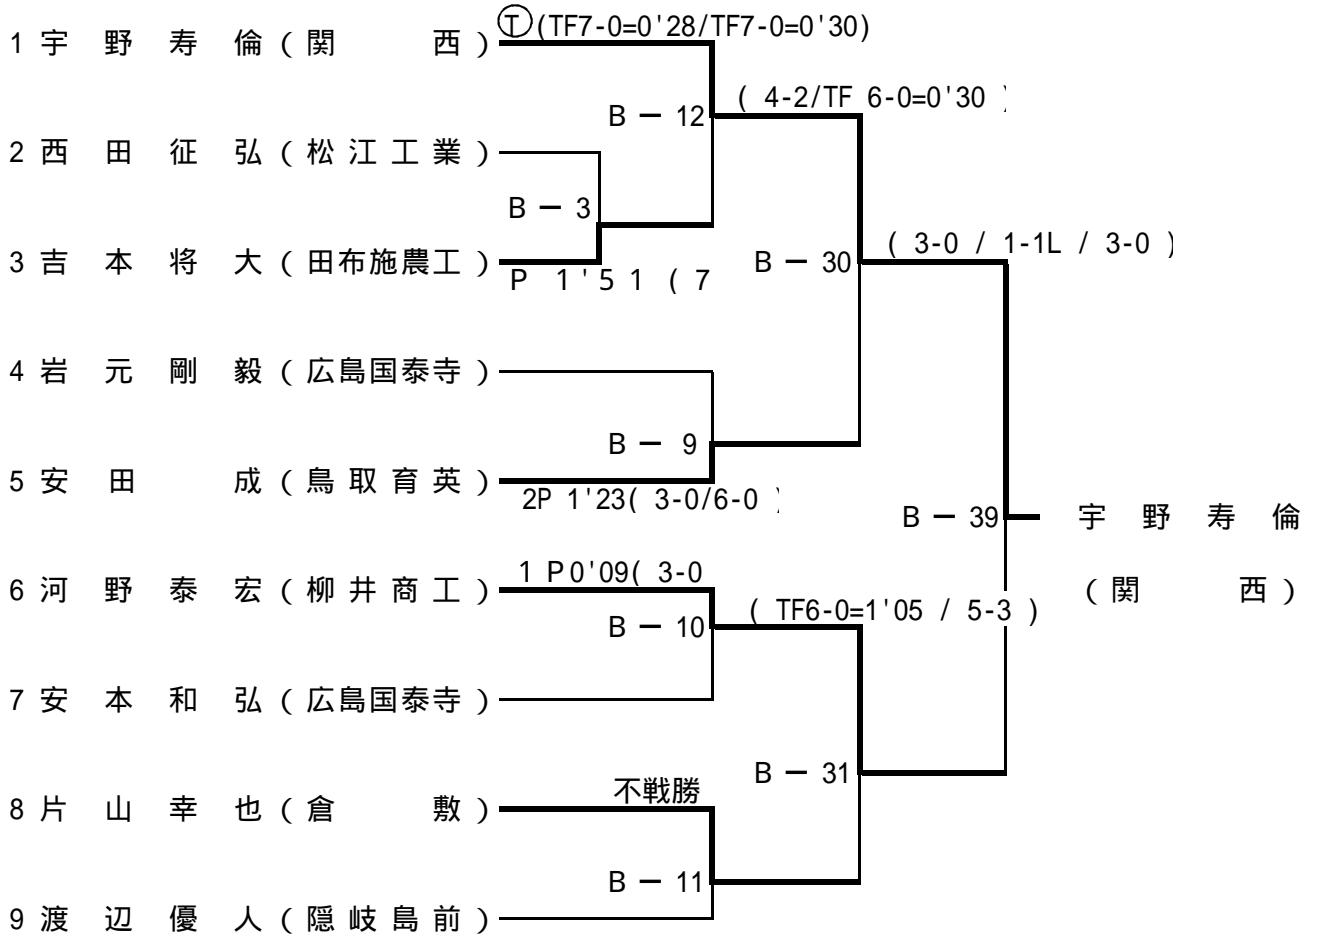 Ⓣ(TF7-0=0'28/TF7-0=0'30)
1 宇野寿倫(関西)
( 4-2/TF 6-0=0'30 )
B－12
2 西田征弘(松江工業)
B－3
( 3-0 / 1-1L / 3-0 )
3 吉本将大(田布施農工)
B－30
P 1'51 (7
4 岩元剛毅(広島国泰寺)
B－9
5 安田成(鳥取育英)
2P 1'23( 3-0/6-0 )
B－39
宇野寿倫
1 P0'09( 3-0
6 河野泰宏(柳井商工)
(関西)
( TF6-0=1'05 / 5-3 )
B－10
7 安本和弘(広島国泰寺)
B－31
不戦勝
8 片山幸也(倉敷)
B－11
9 渡辺優人(隠岐島前)